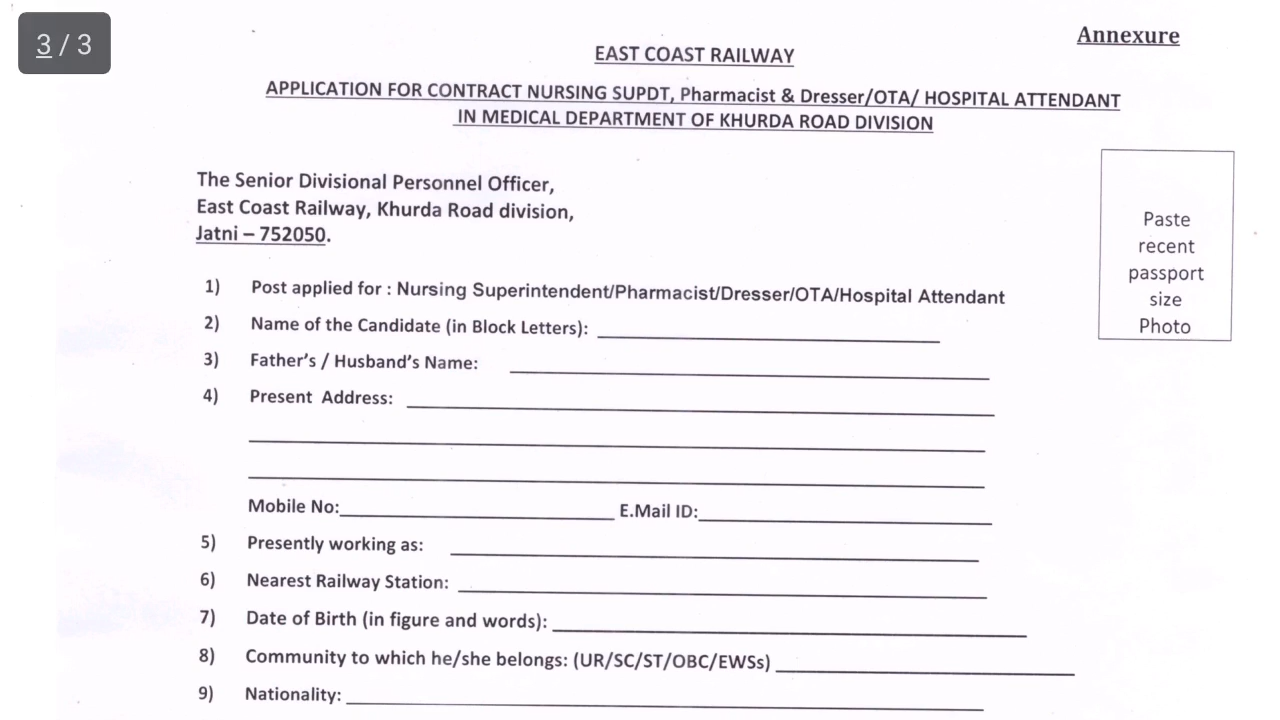 3 / 3
Annexure
EAST COAST RAILWAY
APPLICATION FOR CONTRACT NURSING SUPDT, Pharmacist & Dresser/OTA/ HOSPITAL ATTENDANT
IN MEDICAL DEPARTMENT OF KHURDA ROAD DIVISION
The Senior Divisional Personnel Officer,
East Coast Railway, Khurda Road division,
Jatni – 752050.
Paste
recent
passport
size
Photo
1) Post applied for : Nursing Superintendent/Pharmacist/Dresser/OTA/Hospital Attendant
2) Name of the Candidate (in Block Letters):
3) Father's / Husband's Name:
4) Present Address:
Mobile No: E.Mail ID:
5) Presently working as:
6) Nearest Railway Station:
7) Date of Birth (in figure and words):
8) Community to which he/she belongs: (UR/SC/ST/OBC/EWSs)
9) Nationality: